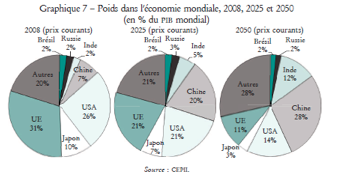 Graphique 7 – Poids dans l'économie mondiale, 2008, 2025 et 2050
(en % du PIB mondial)
2008 (prix courants)
Brésil
2%
Russie
2%
Inde
2%
Chine
7%
USA
26%
Japon
10%
UE
31%
Autres
20%
2025 (prix courants)
Brésil
2%
Russie
3%
Inde
5%
Chine
20%
USA
21%
Japon
7%
UE
21%
Autres
21%
2050 (prix courants)
Brésil
2%
Russie
2%
Inde
12%
Chine
28%
USA
14%
Japon
3%
UE
11%
Autres
28%
Source : CEPII.